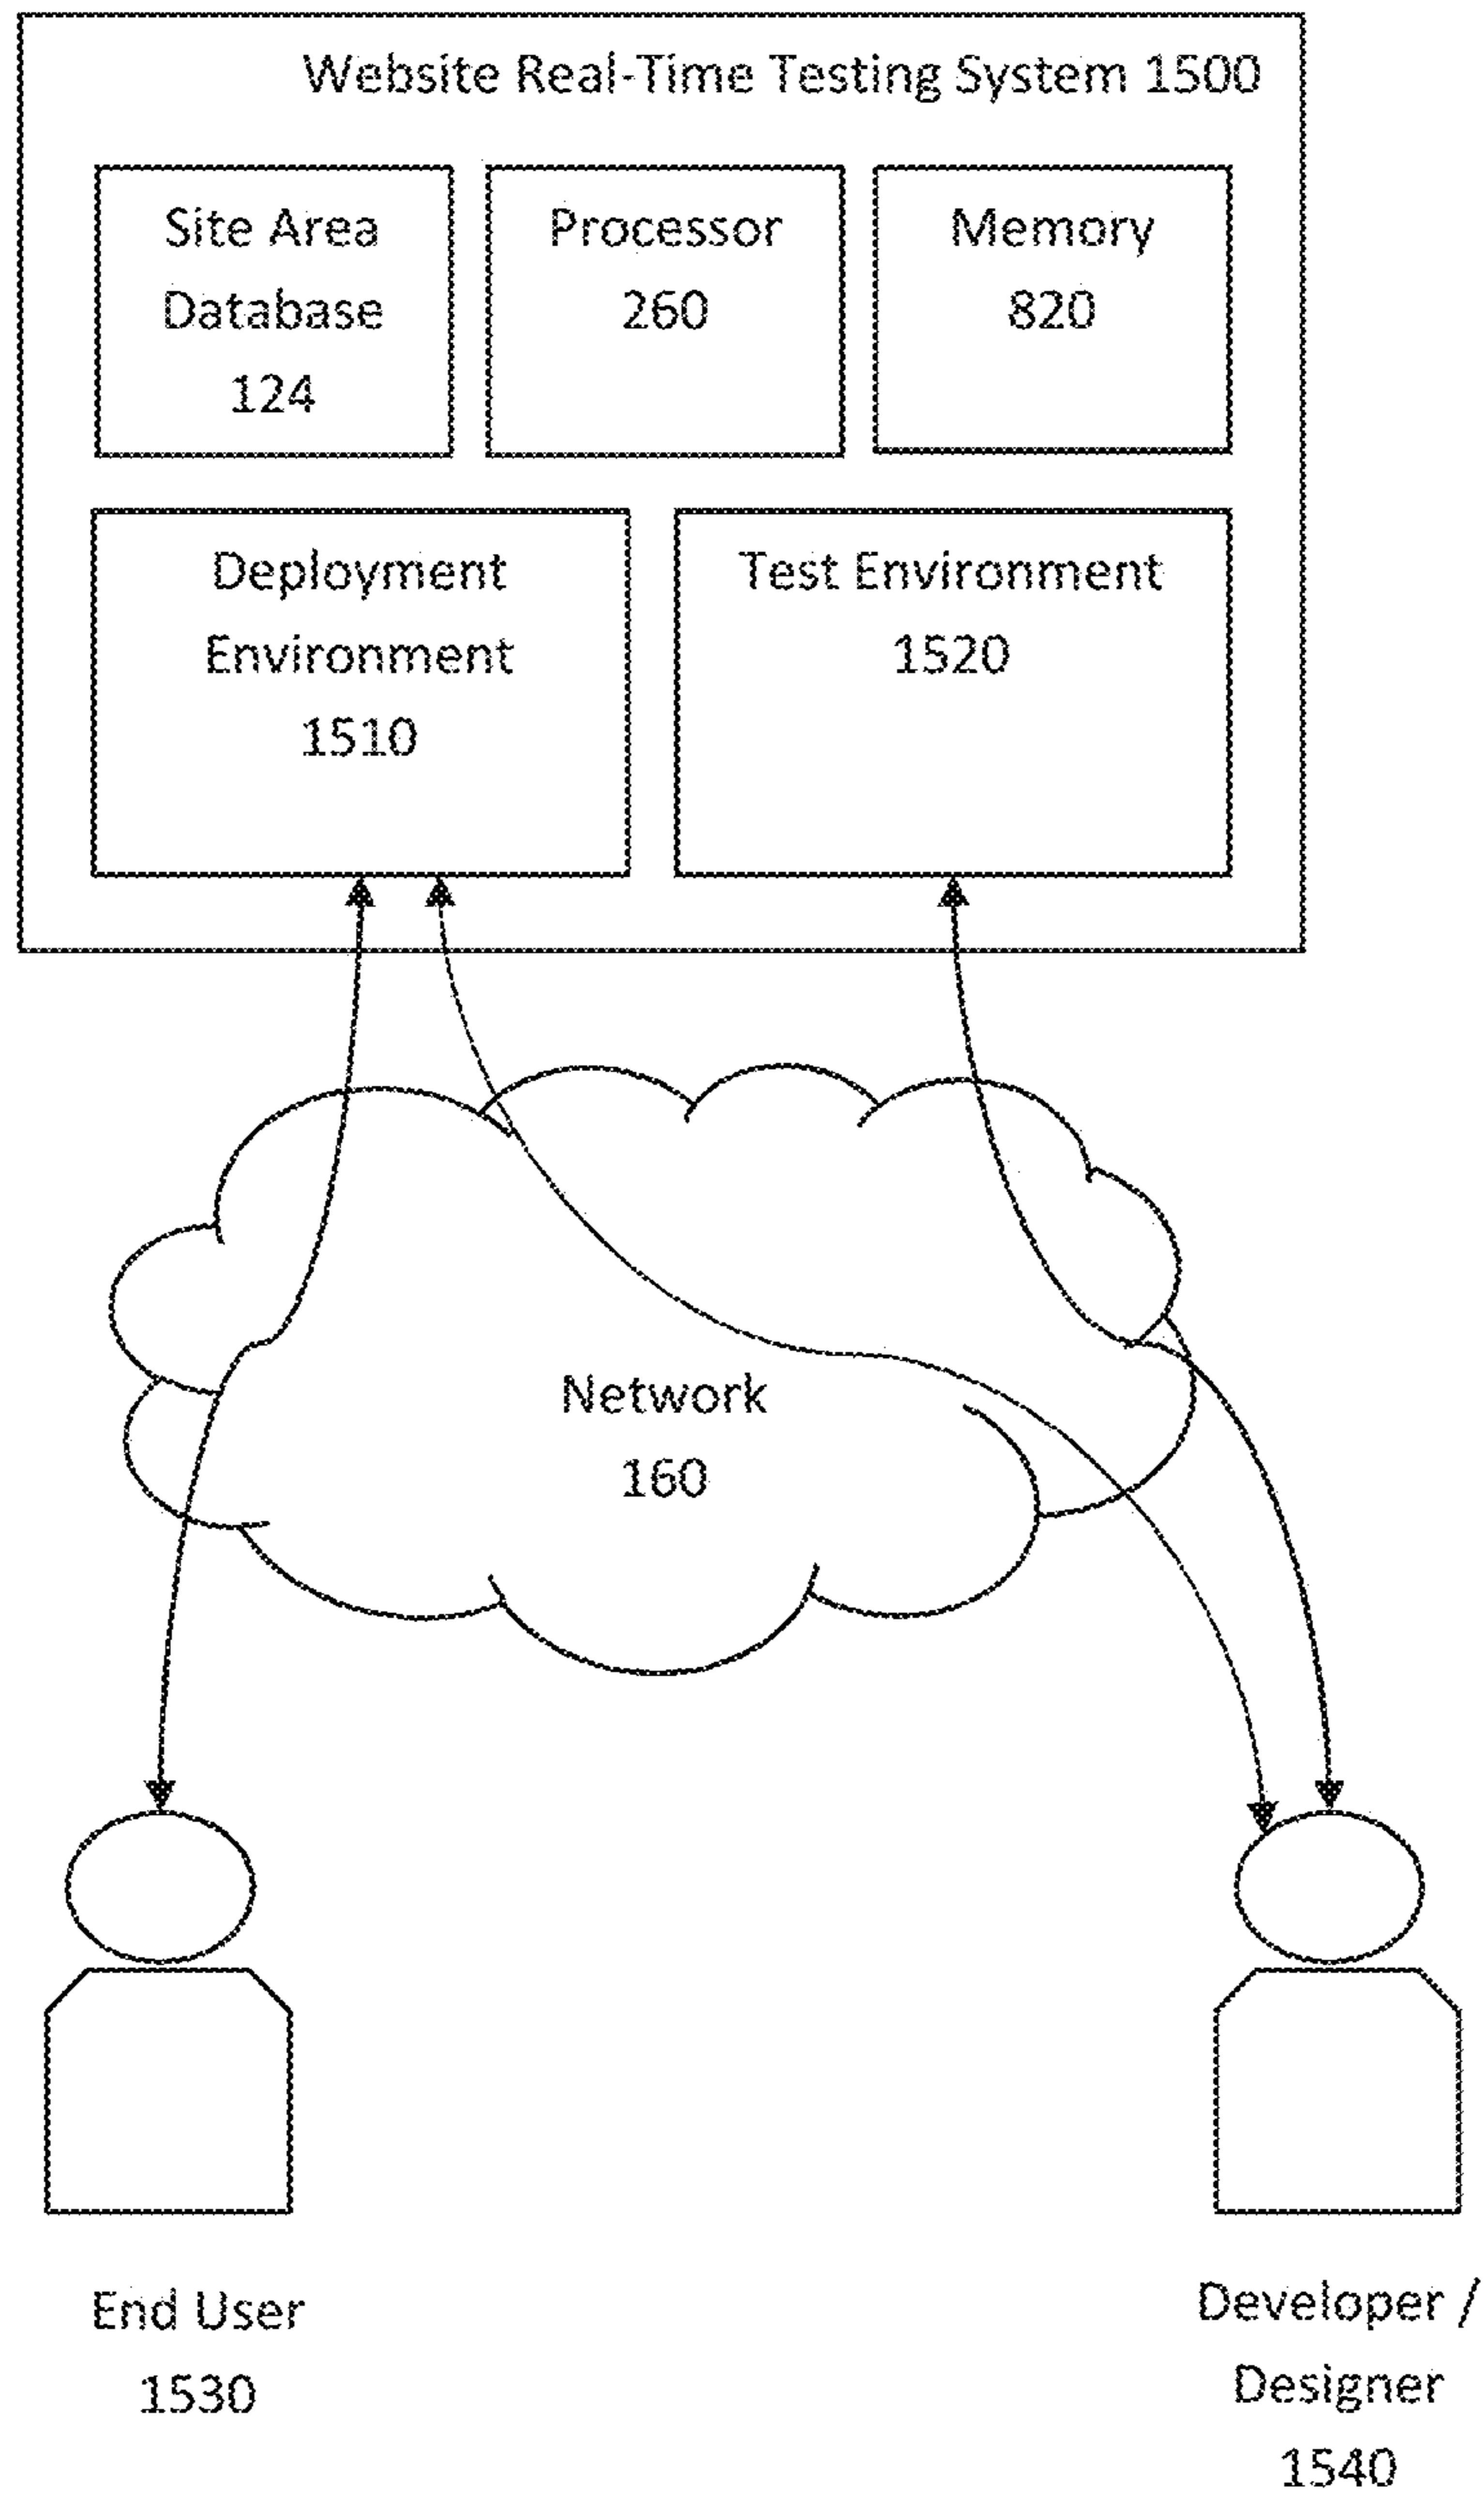 Website Real-Time Testing System 1500
Site Area
Database
124
Processor
260
Memory
820
Deployment
Environment
1510
Test Environment
1520
Network
160
End User
1530
Developer /
Designer
1540